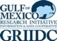 GULF OF
MEXICO
RESEARCH INITIATIVE
GRIIDC